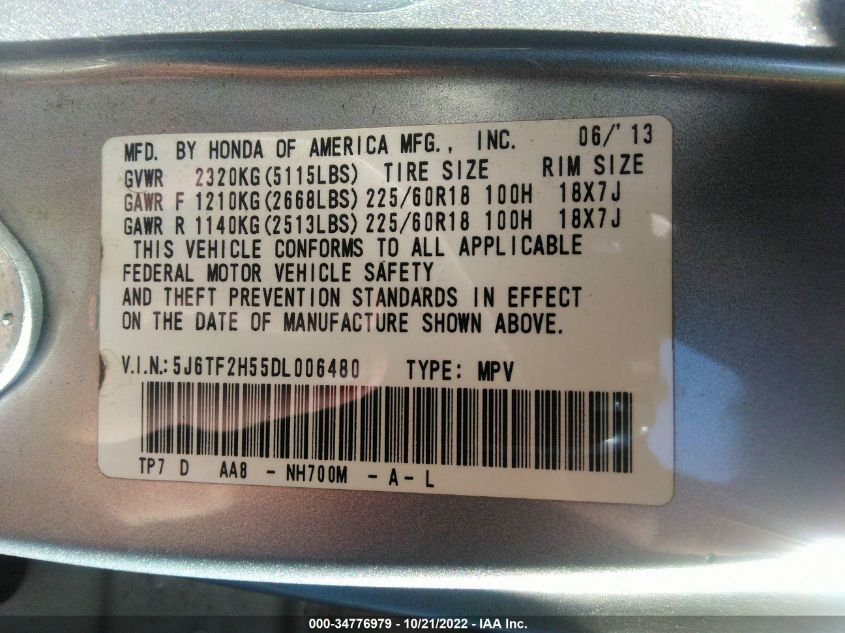 MFD. BY HONDA OF AMERICA MFG., INC. 06/'13
GVWR 2320KG(5115LBS) TIRE SIZE RIM SIZE
GAWR F 1210KG(2668LBS) 225/60R18 100H 18X7J
GAWR R 1140KG(2513LBS) 225/60R18 100H 18X7J
THIS VEHICLE CONFORMS TO ALL APPLICABLE
FEDERAL MOTOR VEHICLE SAFETY
AND THEFT PREVENTION STANDARDS IN EFFECT
ON THE DATE OF MANUFACTURE SHOWN ABOVE.
V.I.N.: 5J6TF2H55DL006480 TYPE: MPV
TP7 D AA8 - NH700M - A - L
000-34776979 - 10/21/2022 - IAA Inc.